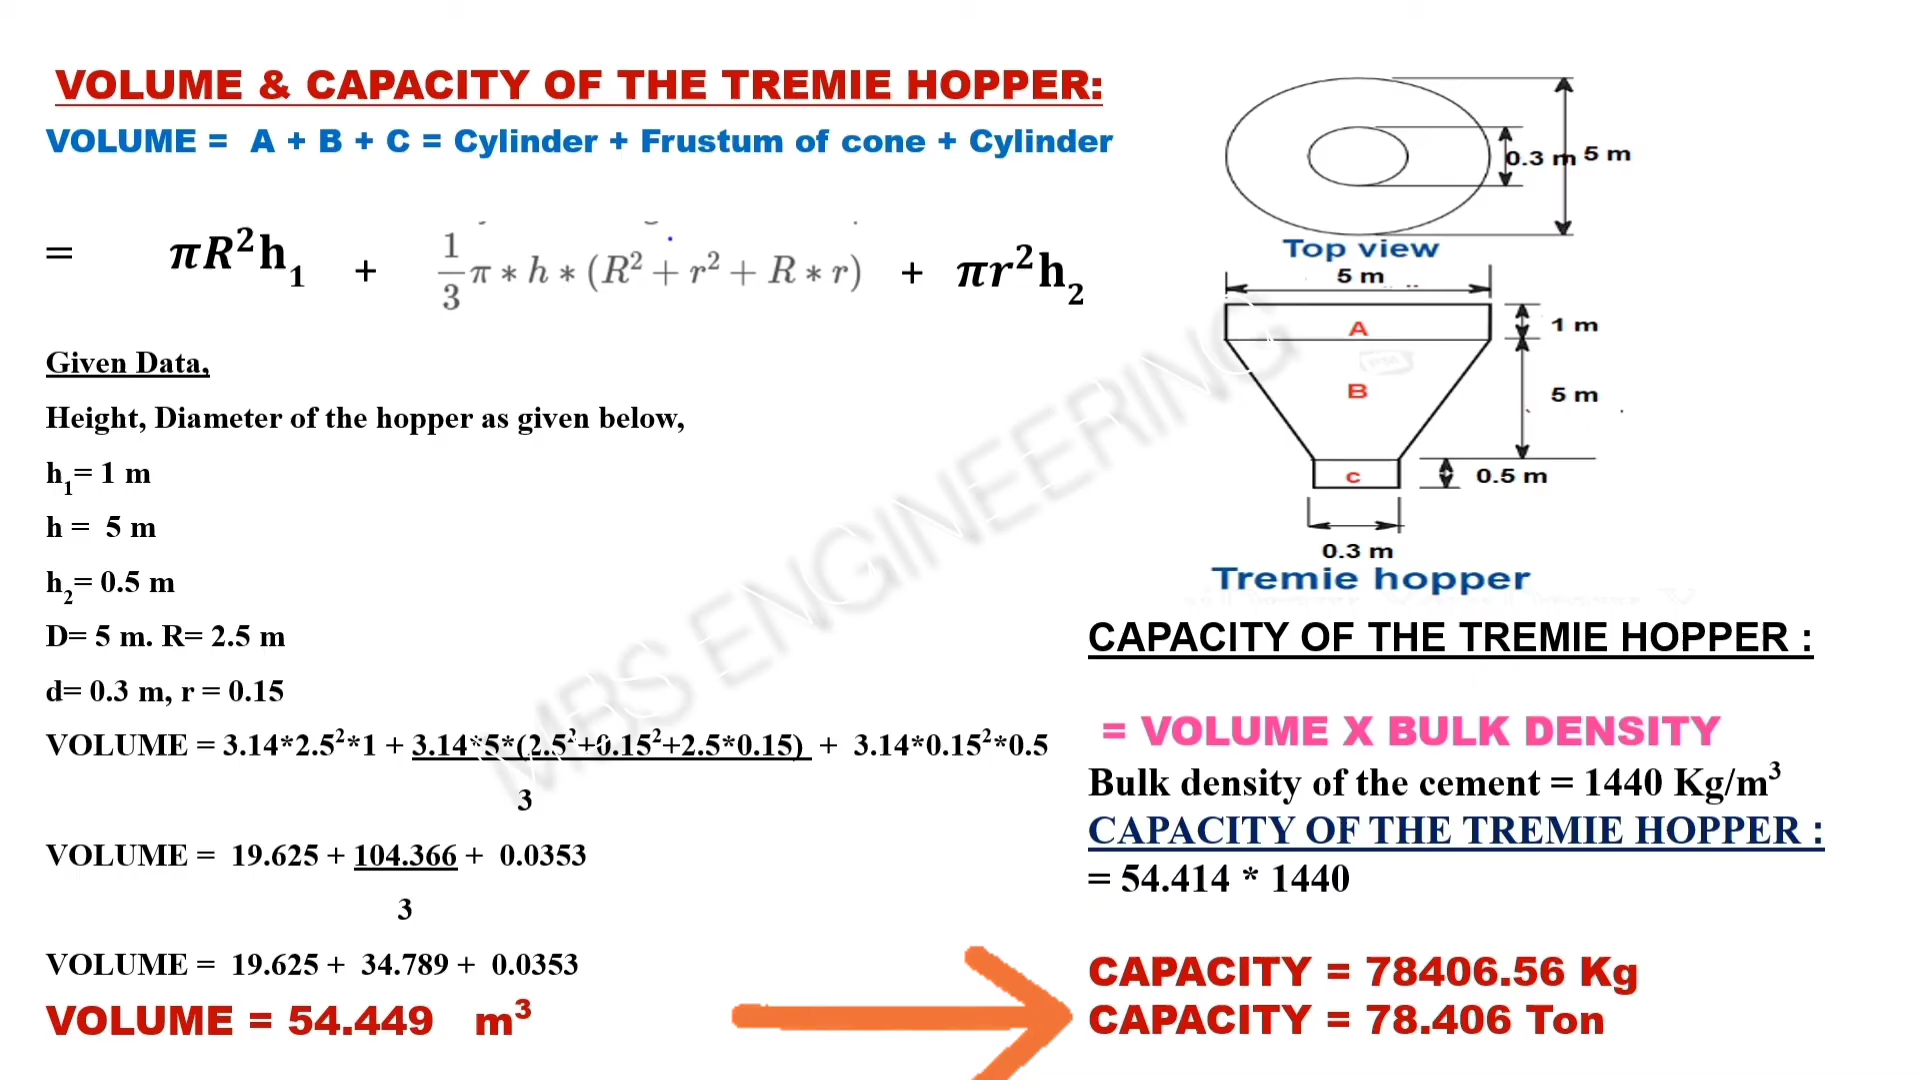 VOLUME & CAPACITY OF THE TREMIE HOPPER:
VOLUME = A + B + C = Cylinder + Frustum of cone + Cylinder
= πR²h₁ + 1/3 π * h * (R² + r² + R * r) + πr²h₂
Given Data,
Height, Diameter of the hopper as given below,
h₁= 1 m
h = 5 m
h₂= 0.5 m
D= 5 m. R= 2.5 m
d= 0.3 m, r = 0.15
VOLUME = 3.14*2.5²*1 + 3.14*5*(2.5²+0.15²+2.5*0.15) + 3.14*0.15²*0.5
3
VOLUME = 19.625 + 104.366 + 0.0353
3
VOLUME = 19.625 + 34.789 + 0.0353
VOLUME = 54.449 m³
0.3 m 5 m
Top view
5 m
A
1 m
B
5 m
c
0.5 m
0.3 m
Tremie hopper
CAPACITY OF THE TREMIE HOPPER :
= VOLUME X BULK DENSITY
Bulk density of the cement = 1440 Kg/m³
CAPACITY OF THE TREMIE HOPPER :
= 54.414 * 1440
CAPACITY = 78406.56 Kg
CAPACITY = 78.406 Ton
MBS ENGINEERING